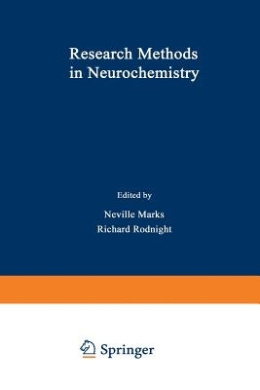 Research Methods
in Neurochemistry
Edited by
Neville Marks
Richard Rodnight
Springer